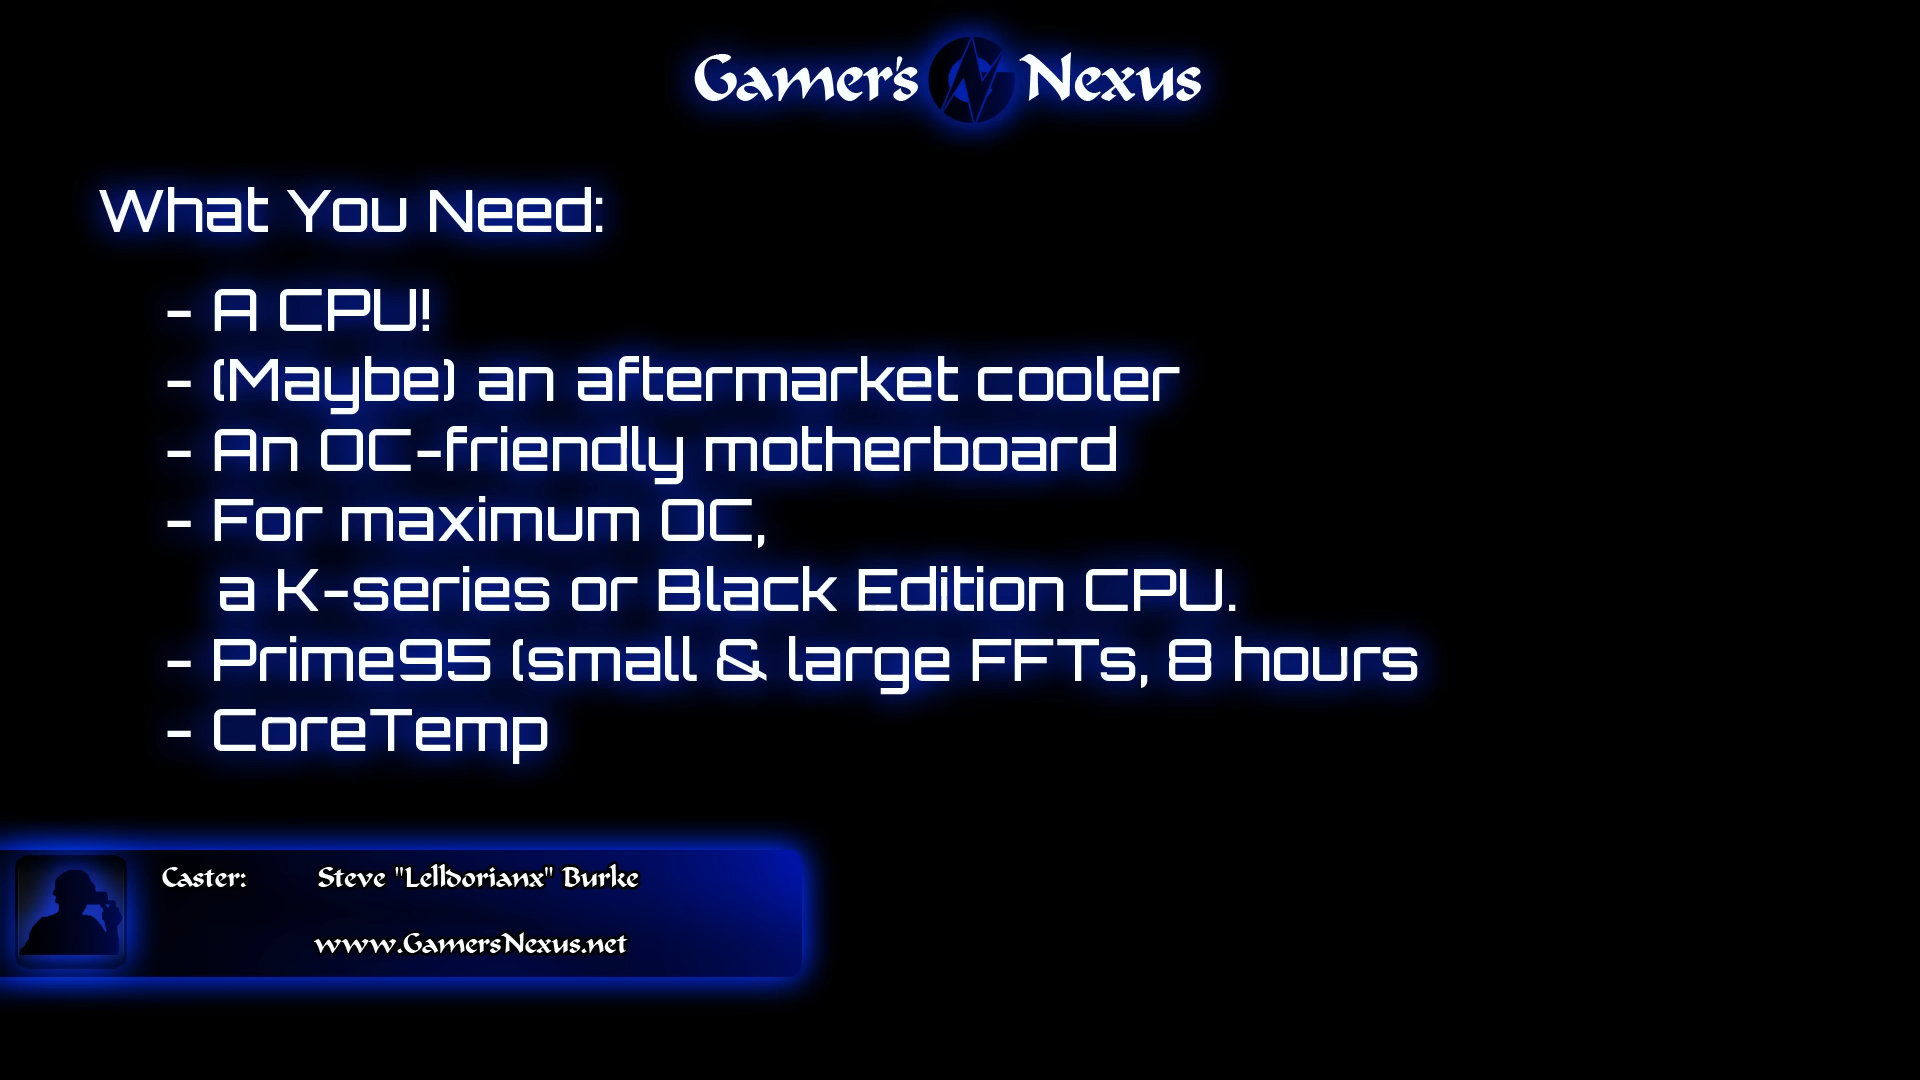 Gamer's Nexus
What You Need:
- A CPU!
- (Maybe) an aftermarket cooler
- An OC-friendly motherboard
- For maximum OC,
a K-series or Black Edition CPU.
- Prime95 (small & large FFTs, 8 hours
- CoreTemp
Caster: Steve "Lelldorianx" Burke
www.GamersNexus.net